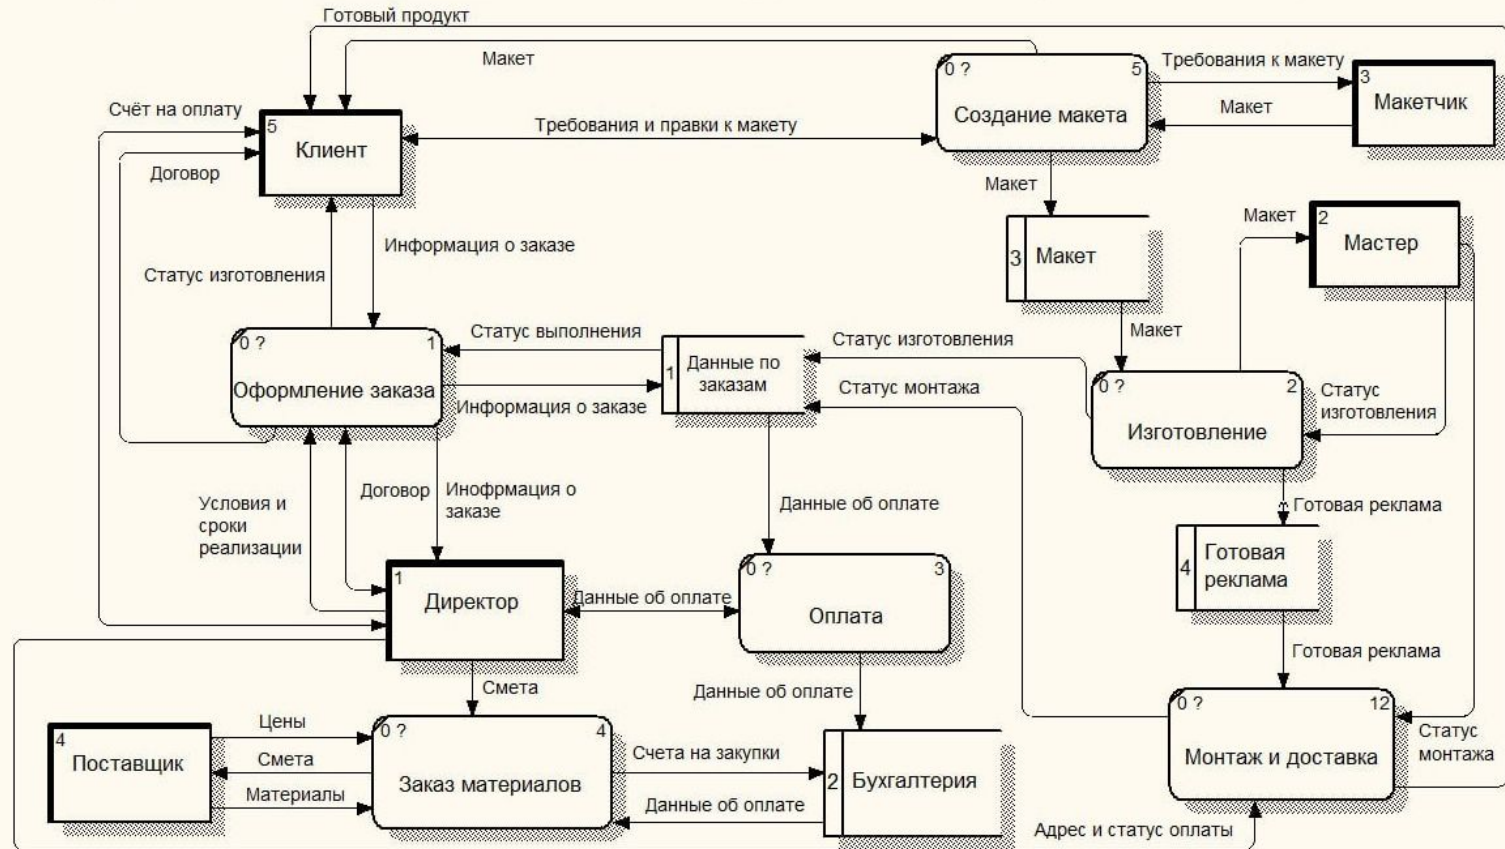 Готовый продукт
Макет
0 ?
5
Создание макета
Требования к макету
Макет
3
Макетчик
Счёт на оплату
5
Клиент
Требования и правки к макету
Договор
Макет
Макет
2
Мастер
Информация о заказе
Статус изготовления
3
Макет
Макет
0 ?
1
Оформление заказа
Статус выполнения
Информация о заказе
1
Данные по
заказам
Статус изготовления
Статус монтажа
0 ?
2
Изготовление
Статус
изготовления
Условия и
сроки
реализации
Договор
Инофрмация о
заказе
Данные об оплате
Готовая реклама
4
Готовая
реклама
1
Директор
Данные об оплате
0 ?
3
Оплата
Готовая реклама
Смета
Данные об оплате
0 ?
12
Монтаж и доставка
Статус
монтажа
4
Поставщик
Цены
Смета
Материалы
0 ?
4
Заказ материалов
Счета на закупки
Данные об оплате
2
Бухгалтерия
Адрес и статус оплаты